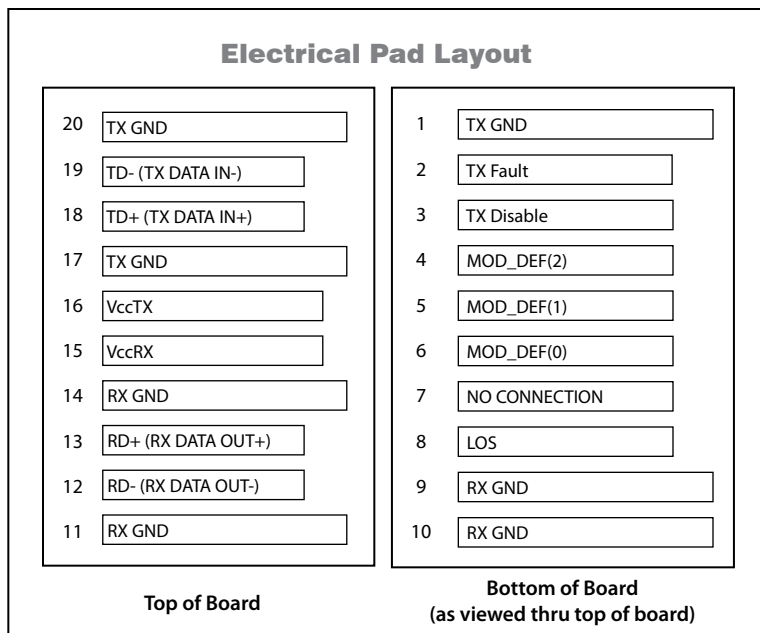 Electrical Pad Layout
20 TX GND
19 TD- (TX DATA IN-)
18 TD+ (TX DATA IN+)
17 TX GND
16 VccTX
15 VccRX
14 RX GND
13 RD+ (RX DATA OUT+)
12 RD- (RX DATA OUT-)
11 RX GND
Top of Board
1 TX GND
2 TX Fault
3 TX Disable
4 MOD_DEF(2)
5 MOD_DEF(1)
6 MOD_DEF(0)
7 NO CONNECTION
8 LOS
9 RX GND
10 RX GND
Bottom of Board
(as viewed thru top of board)